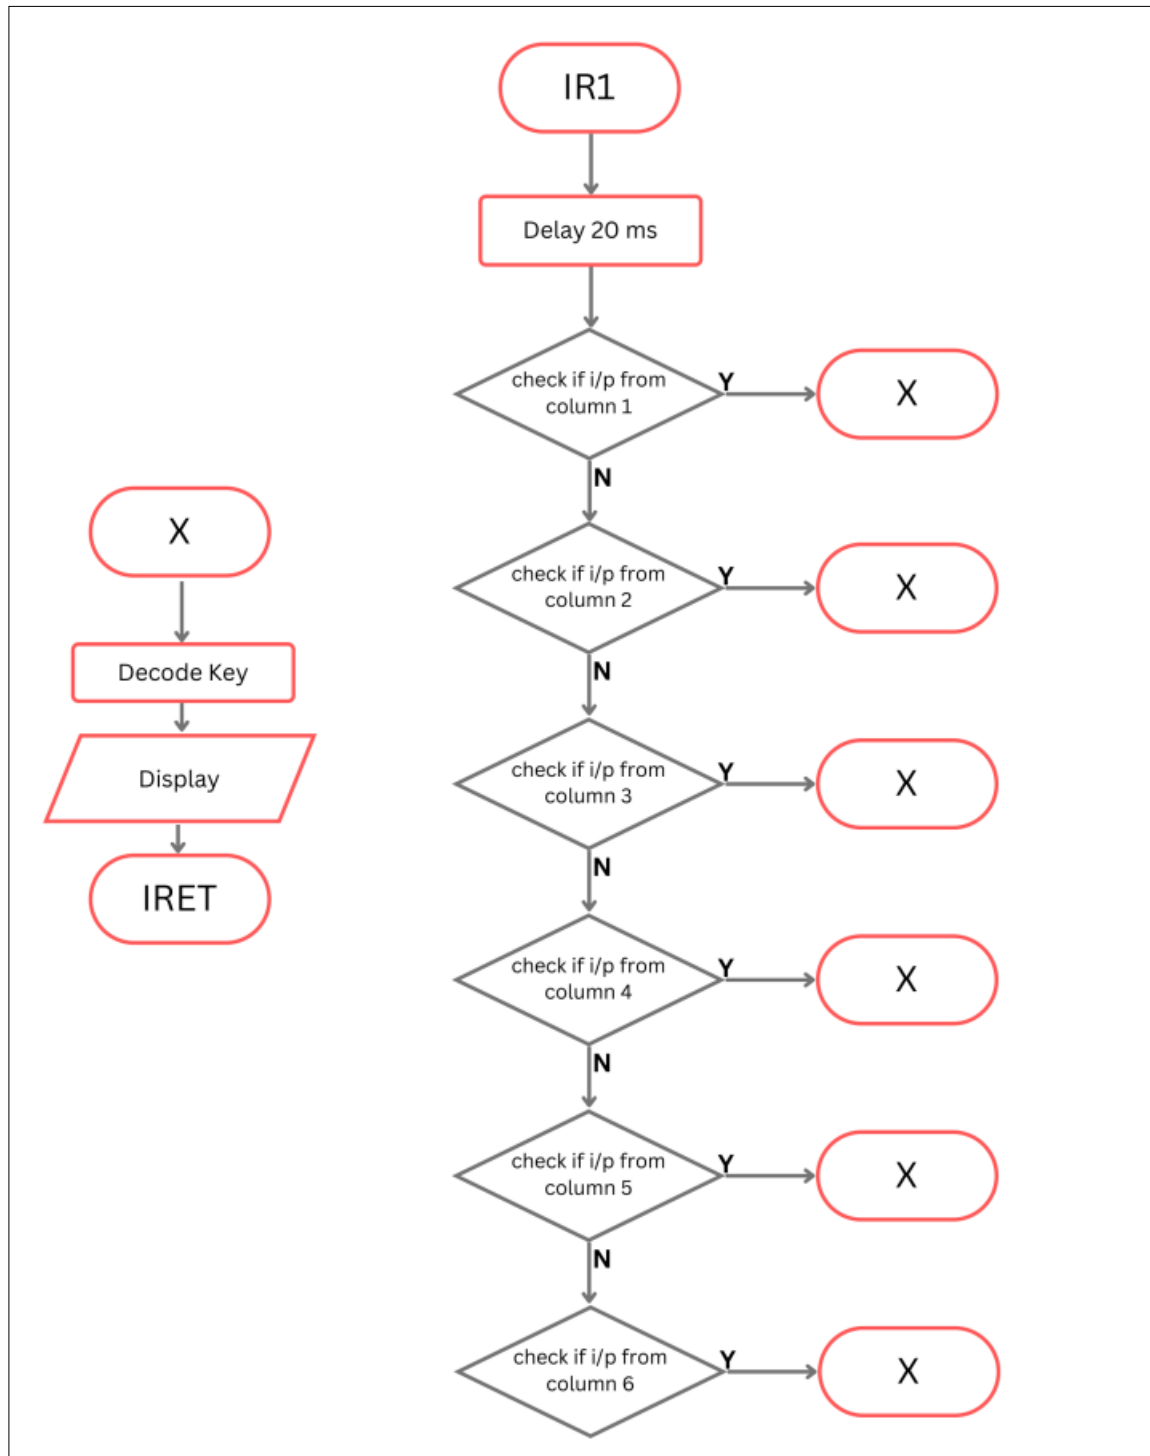 IR1
Delay 20 ms
check if i/p from
column 1
Y
X
N
check if i/p from
column 2
Y
X
N
check if i/p from
column 3
Y
X
N
check if i/p from
column 4
Y
X
N
check if i/p from
column 5
Y
X
N
check if i/p from
column 6
Y
X
X
Decode Key
Display
IRET